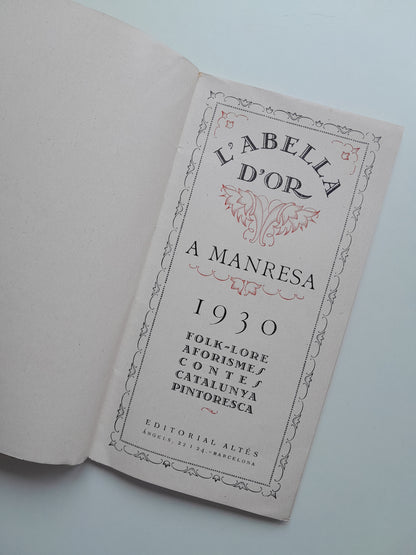 L'ABELLA
D'OR
A MANRESA
1930
FOLK-LORE
AFORISMES
CONTES
CATALUNYA
PINTORESCA
EDITORIAL ALTÉS
ÀNGELS, 22 I 24.-BARCELONA